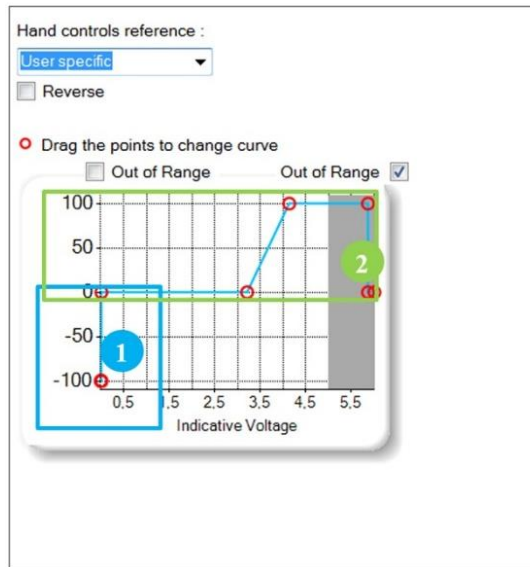 Hand controls reference :
User specific
Reverse
Drag the points to change curve
Out of Range Out of Range
100
50
0
-50
-100
1
2
0,5 1,5 2,5 3,5 4,5 5,5
Indicative Voltage